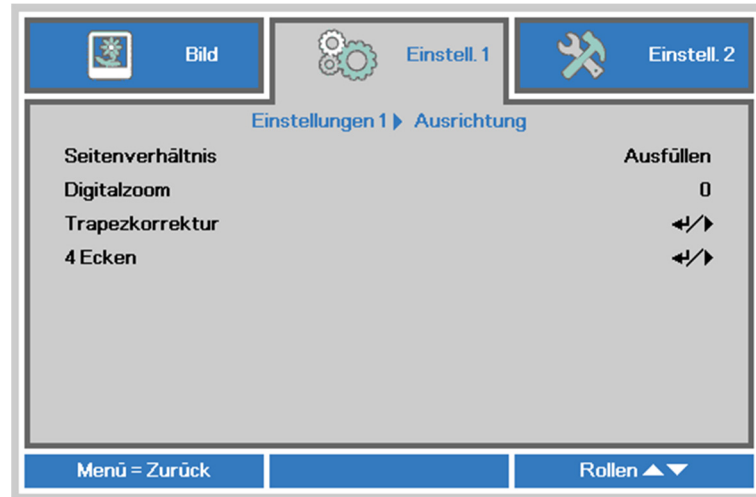 Bild
Einstell. 1
Einstell. 2
Einstellungen 1 Ausrichtung
Seitenverhältnis Ausfüllen
Digitalzoom 0
Trapezkorrektur /
4 Ecken /
Menü = Zurück Rollen